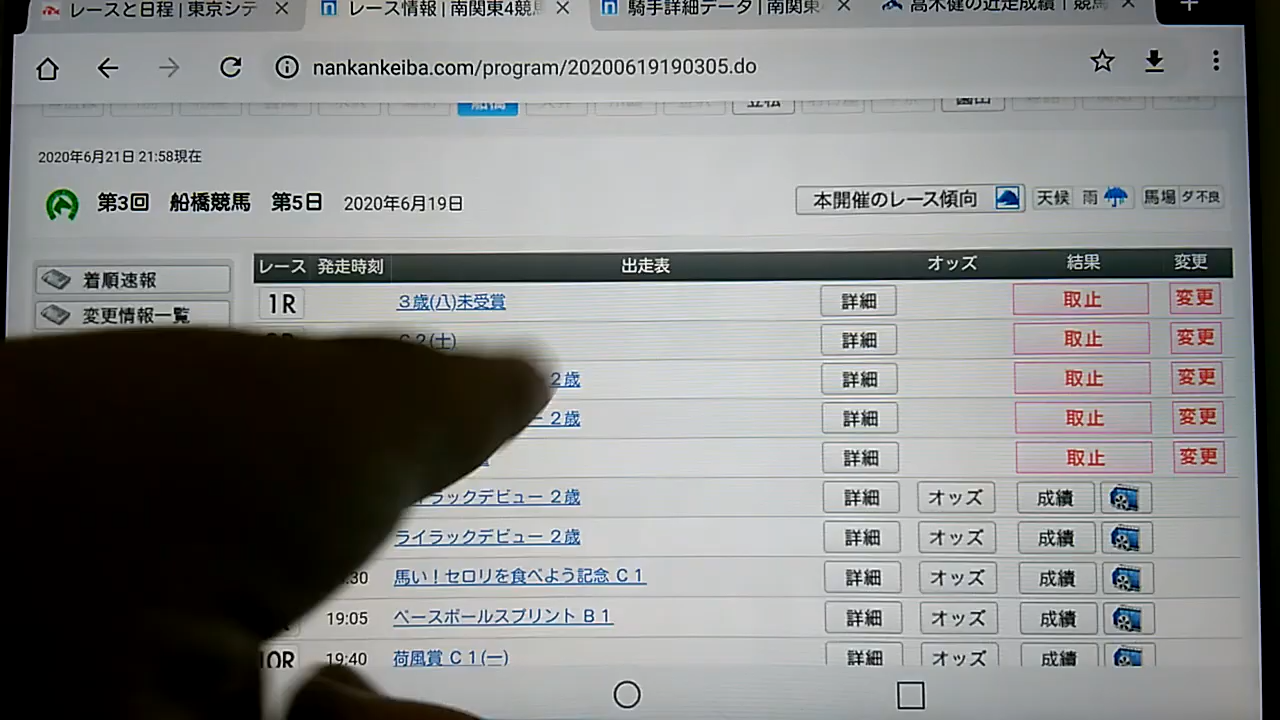 レースと日程 | 東京シテ × レース情報 | 南関東4競 × 騎手詳細データ | 南関東 × 高木健の近走成績 | 競馬 × +
nankankeiba.com/program/20200619190305.do
船橋
2020年6月21日 21:58現在
第3回 船橋競馬 第5日 2020年6月19日 本開催のレース傾向 天候 雨 馬場 ダ不良
着順速報
変更情報一覧
レース 発走時刻 出走表 オッズ 結果 変更
1R 3歳(八)未受賞 詳細 取止 変更
C2(士) 詳細 取止 変更
2歳 詳細 取止 変更
ー 2歳 詳細 取止 変更
詳細 取止 変更
ラックデビュー 2歳 詳細 オッズ 成績
ライラックデビュー 2歳 詳細 オッズ 成績
:30 馬い!セロリを食べよう記念 C1 詳細 オッズ 成績
19:05 ベースボールスプリント B1 詳細 オッズ 成績
10R 19:40 荷風賞 C1(一) 詳細 オッズ 成績